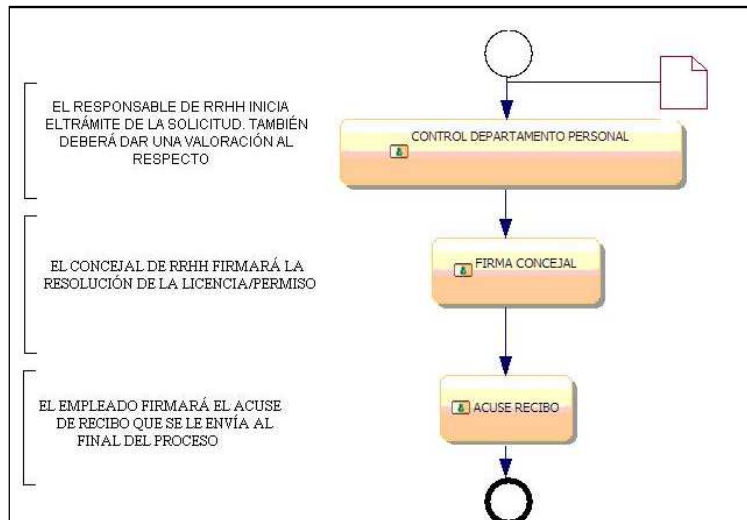 EL RESPONSABLE DE RRHH INICIA
ELTRÁMITE DE LA SOLICITUD. TAMBIÉN
DEBERÁ DAR UNA VALORACIÓN AL
RESPECTO
CONTROL DEPARTAMENTO PERSONAL
EL CONCEJAL DE RRHH FIRMARÁ LA
RESOLUCIÓN DE LA LICENCIA/PERMISO
FIRMA CONCEJAL
EL EMPLEADO FIRMARÁ EL ACUSE
DE RECIBO QUE SE LE ENVÍA AL
FINAL DEL PROCESO
ACUSE RECIBO